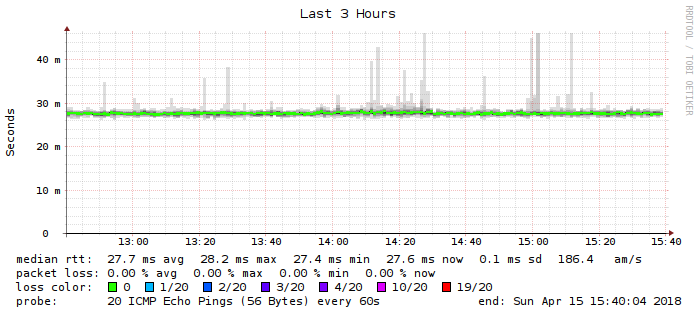 Last 3 Hours
RRDTOOL / TOBI OETIKER
Seconds
40 m
30 m
20 m
10 m
0
13:00 13:20 13:40 14:00 14:20 14:40 15:00 15:20 15:40
median rtt: 27.7 ms avg 28.2 ms max 27.4 ms min 27.6 ms now 0.1 ms sd 186.4 am/s
packet loss: 0.00 % avg 0.00 % max 0.00 % min 0.00 % now
loss color: 0 1/20 2/20 3/20 4/20 10/20 19/20
probe: 20 ICMP Echo Pings (56 Bytes) every 60s end: Sun Apr 15 15:40:04 2018